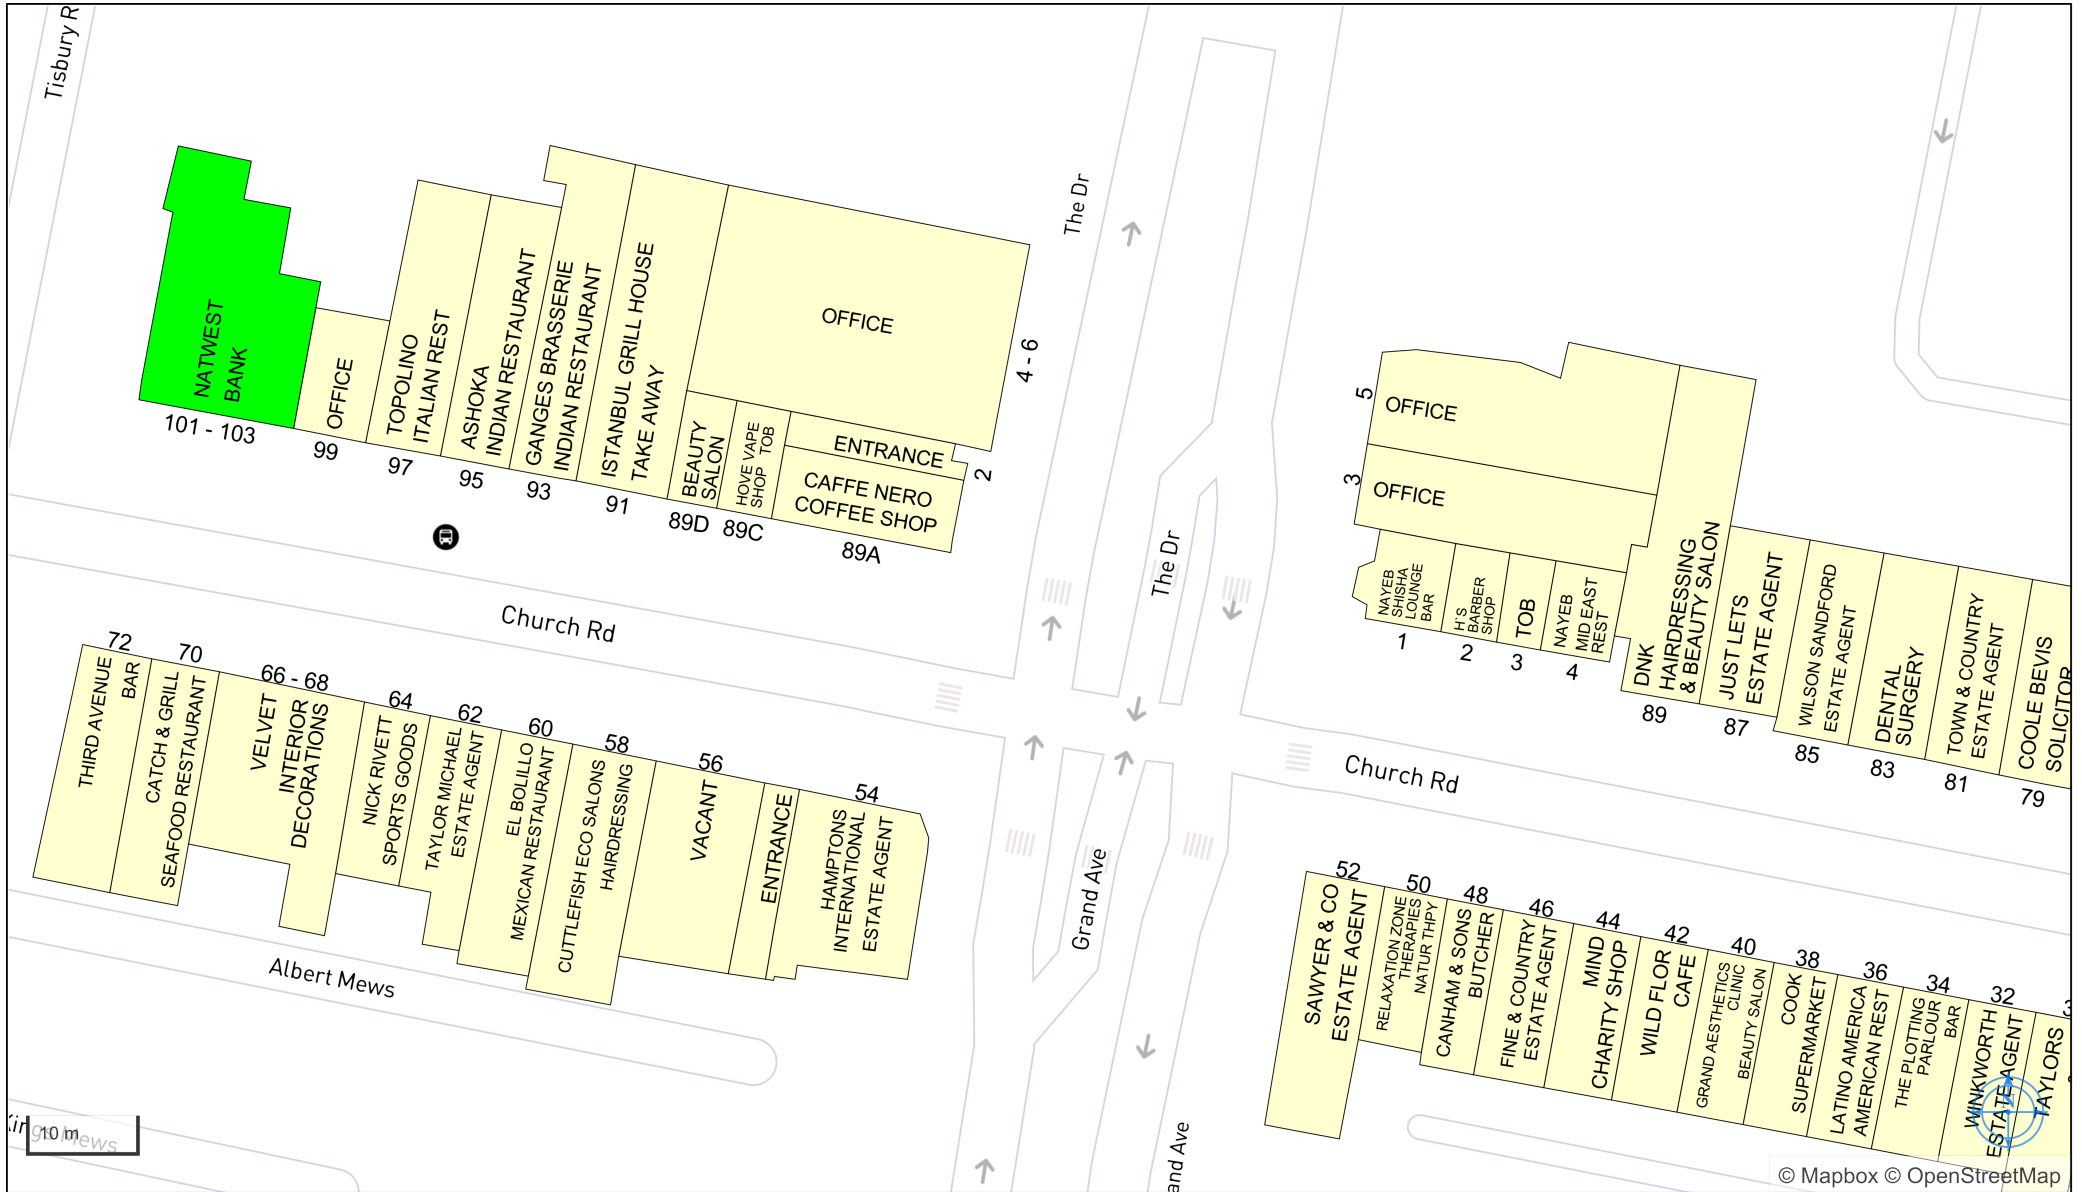 Tisbury R
NATWEST
BANK
101 - 103
OFFICE
99
TOPOLINO
ITALIAN REST
97
ASHOKA
INDIAN RESTAURANT
95
GANGES BRASSERIE
INDIAN RESTAURANT
93
ISTANBUL GRILL HOUSE
TAKE AWAY
91
BEAUTY
SALON
89D
HOVE VAPE
SHOP TOB
89C
OFFICE
4 - 6
ENTRANCE
2
CAFFE NERO
COFFEE SHOP
89A
The Dr
The Dr
5
OFFICE
3
OFFICE
NAYEB
SHISHA
LOUNGE
BAR
1
H'S
BARBER
SHOP
2
TOB
3
NAYEB
MID EAST
REST
4
DNK
HAIRDRESSING
& BEAUTY SALON
89
JUST LETS
ESTATE AGENT
87
WILSON SANDFORD
ESTATE AGENT
85
DENTAL
SURGERY
83
TOWN & COUNTRY
ESTATE AGENT
81
COOLE BEVIS
SOLICITOR
79
Church Rd
Church Rd
72
THIRD AVENUE
BAR
70
CATCH & GRILL
SEAFOOD RESTAURANT
66 - 68
VELVET
INTERIOR
DECORATIONS
64
NICK RIVETT
SPORTS GOODS
62
TAYLOR MICHAEL
ESTATE AGENT
60
EL BOLILLO
MEXICAN RESTAURANT
58
CUTTLEFISH ECO SALONS
HAIRDRESSING
56
VACANT
ENTRANCE
54
HAMPTONS
INTERNATIONAL
ESTATE AGENT
Albert Mews
Grand Ave
52
SAWYER & CO
ESTATE AGENT
50
RELAXATION ZONE
THERAPIES
NATUR THPY
48
CANHAM & SONS
BUTCHER
46
FINE & COUNTRY
ESTATE AGENT
44
MIND
CHARITY SHOP
42
WILD FLOR
CAFE
40
GRAND AESTHETICS
CLINIC
BEAUTY SALON
38
COOK
SUPERMARKET
36
LATINO AMERICA
AMERICAN REST
34
THE PLOTTING
PARLOUR
BAR
32
WINKWORTH
ESTATE AGENT
TAYLORS
and Ave
Kings Mews
10 m
© Mapbox © OpenStreetMap